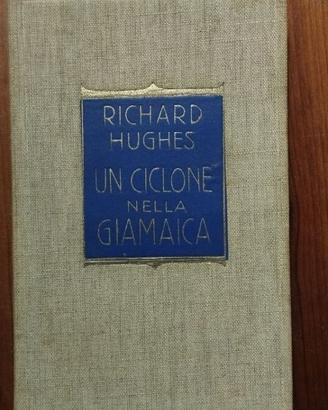 RICHARD
HUGHES
UN CICLONE
NELLA
GIAMAICA